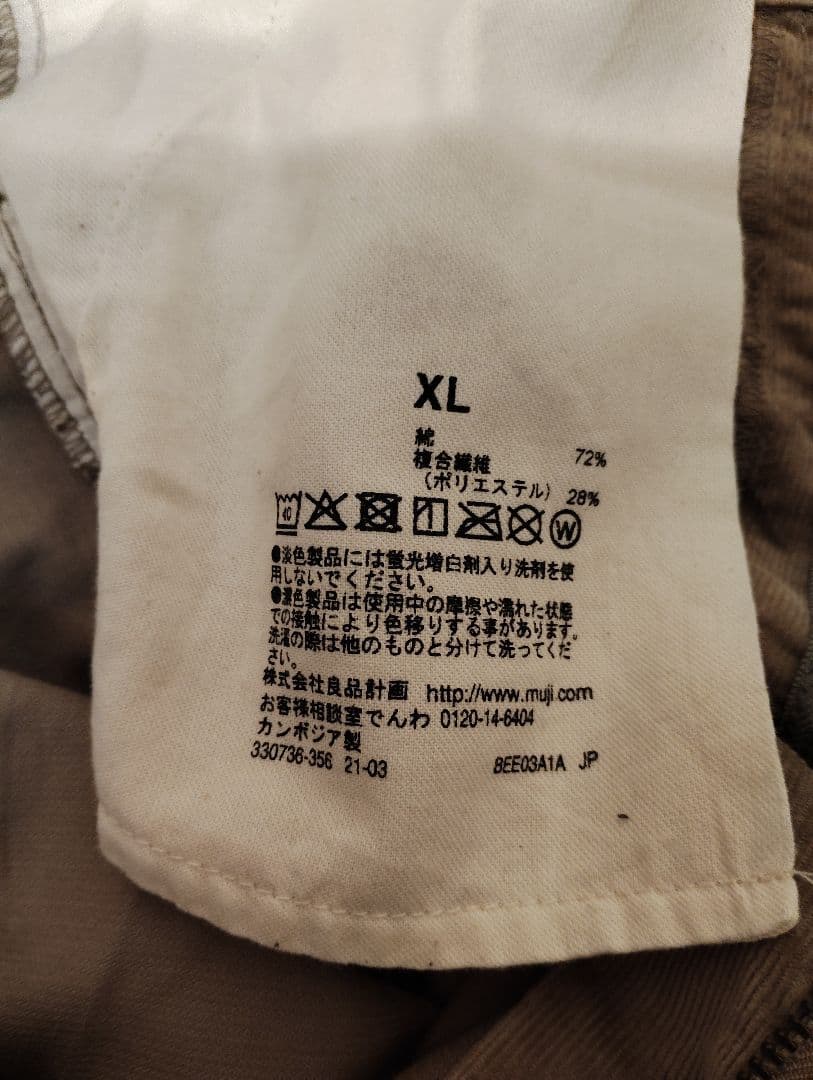 XL
綿 72%
複合繊維
(ポリエステル) 28%
40
W
●淡色製品には蛍光増白剤入り洗剤を使
用しないでください。
●濃色製品は使用中の摩擦や濡れた状態
での接触により色移りする事があります。
洗濯の際は他のものと分けて洗ってくだ
さい。
株式会社良品計画 http://www.muji.com
お客様相談室でんわ 0120-14-6404
カンボジア製
330736-356 21-03 8EE03A1A JP